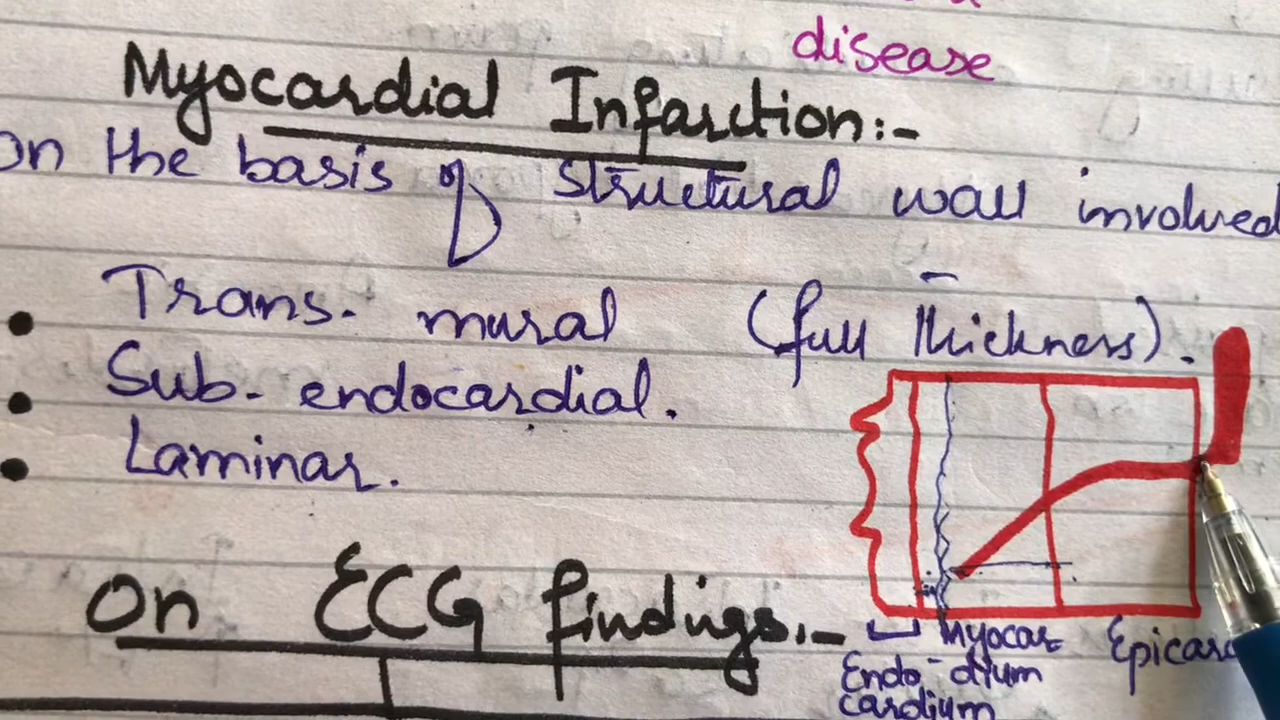 disease
Myocardial Infarction:-
On the basis of Structural wall involved
• Trans. mural (full thickness).
• Sub-endocardial.
• Laminar.
On ECG findings:-
Myocar Epicard
Endo- dium
cardium